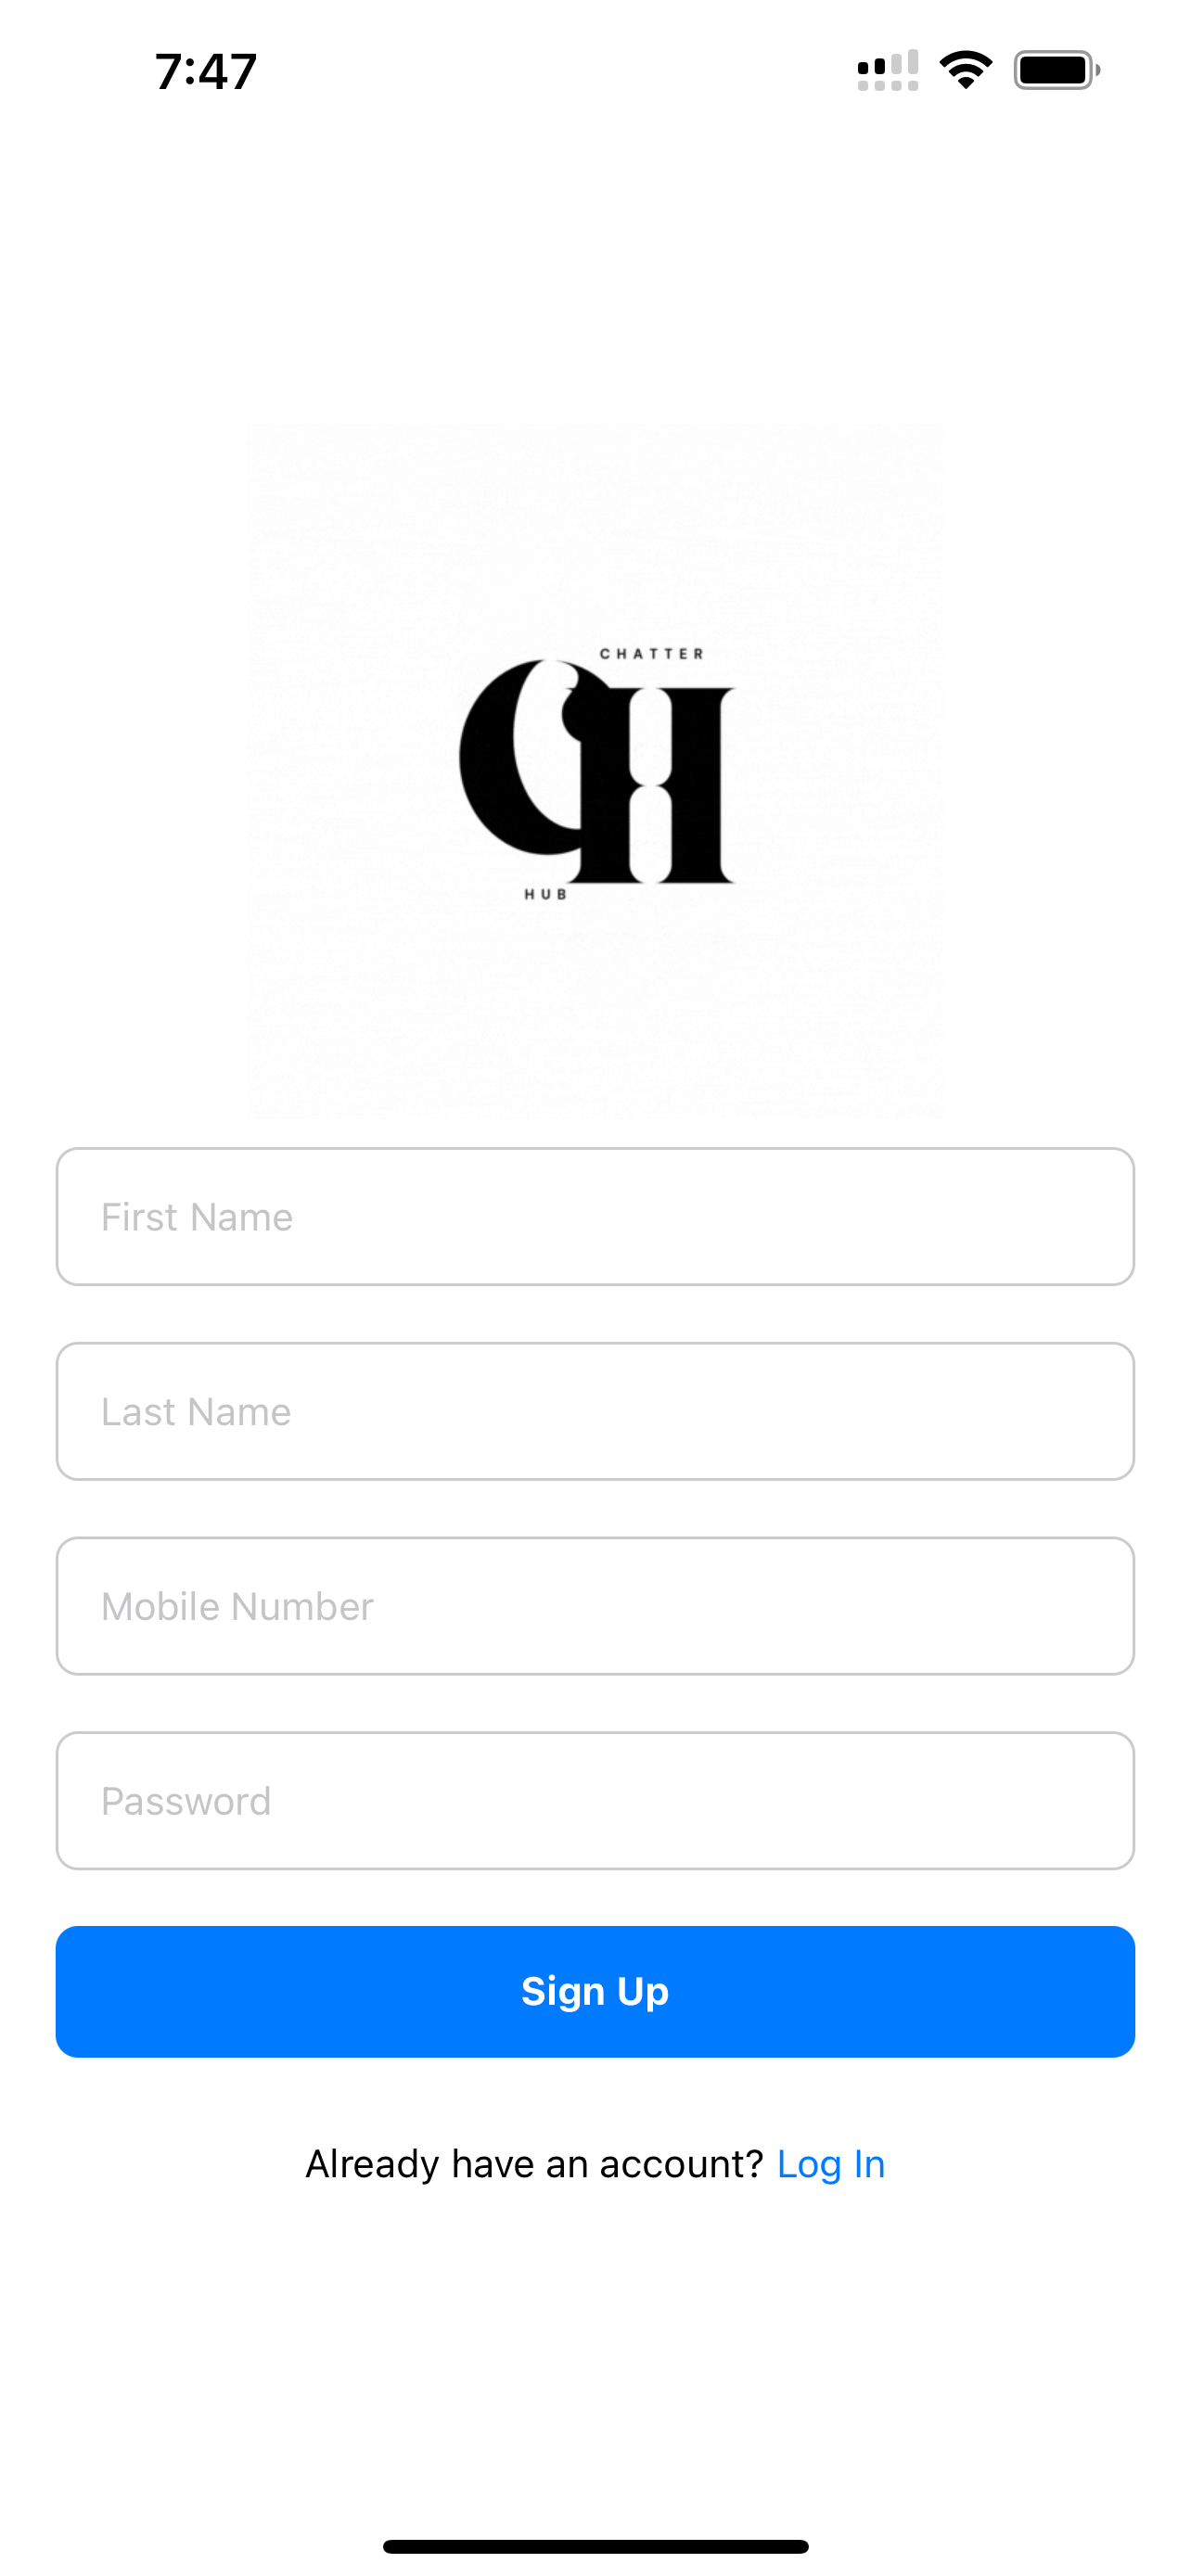 7:47
CHATTER
CH
HUB
First Name
Last Name
Mobile Number
Password
Sign Up
Already have an account? Log In